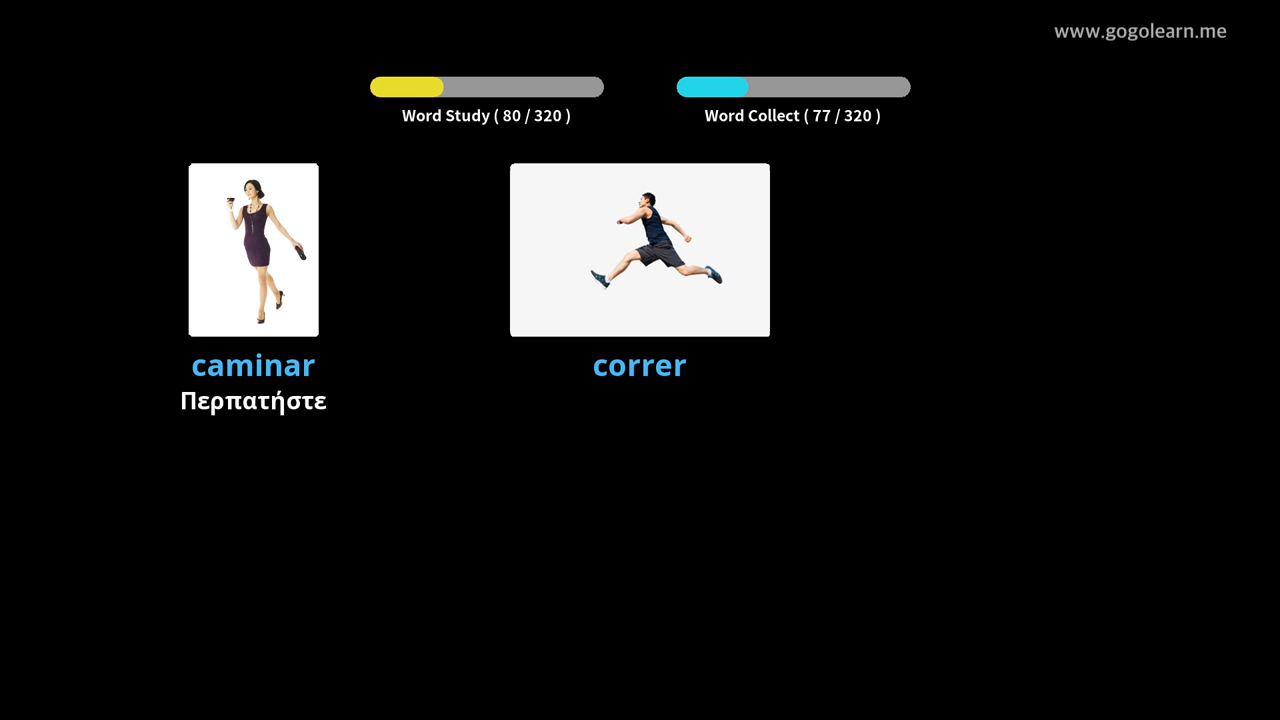 www.gogolearn.me
Word Study ( 80 / 320 )
Word Collect ( 77 / 320 )
caminar
Περπατήστε
correr